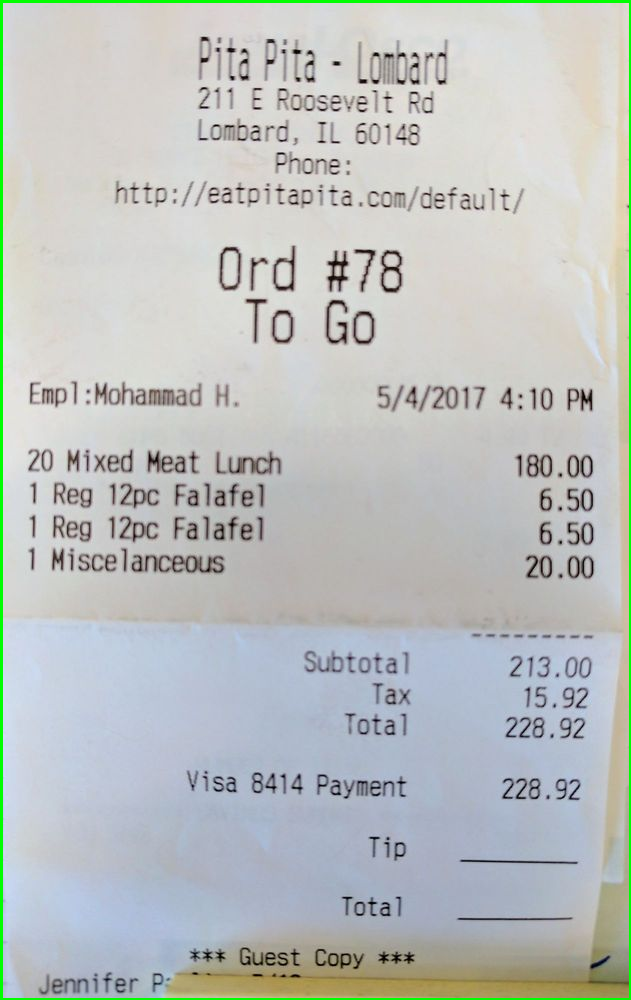 Pita Pita - Lombard
211 E Roosevelt Rd
Lombard, IL 60148
Phone:
http://eatpitapita.com/default/
Ord #78
To Go
Empl:Mohammad H. 5/4/2017 4:10 PM
20 Mixed Meat Lunch 180.00
1 Reg 12pc Falafel 6.50
1 Reg 12pc Falafel 6.50
1 Miscelanceous 20.00
Subtotal 213.00
Tax 15.92
Total 228.92
Visa 8414 Payment 228.92
Tip
Total
*** Guest Copy ***
Jennifer